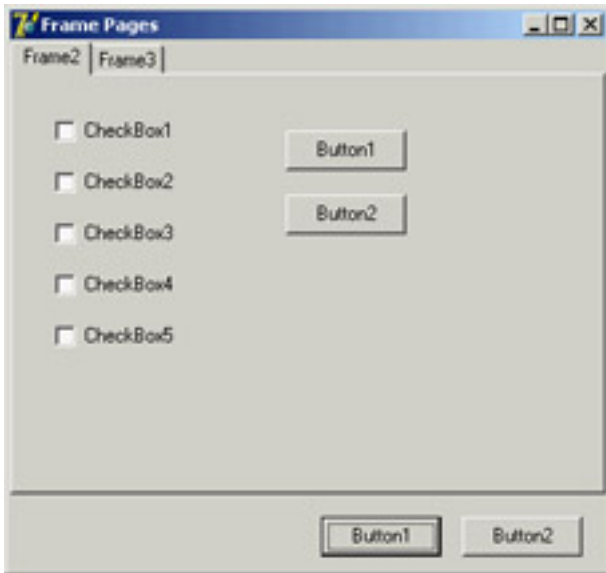 Frame Pages
Frame2 Frame3
CheckBox1
Button1
CheckBox2
Button2
CheckBox3
CheckBox4
CheckBox5
Button1 Button2